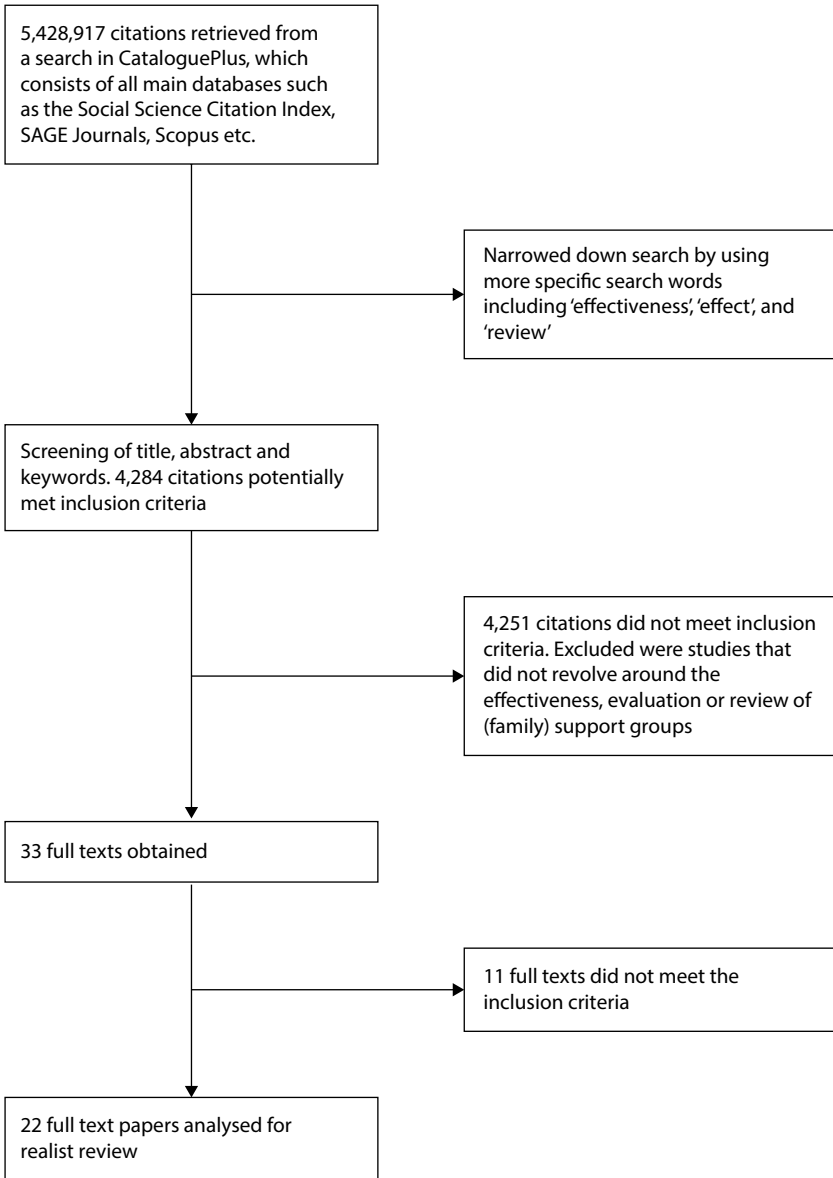 5,428,917 citations retrieved from
a search in CataloguePlus, which
consists of all main databases such
as the Social Science Citation Index,
SAGE Journals, Scopus etc.
Narrowed down search by using
more specific search words
including ‘effectiveness’, ‘effect’, and
‘review’
Screening of title, abstract and
keywords. 4,284 citations potentially
met inclusion criteria
4,251 citations did not meet inclusion
criteria. Excluded were studies that
did not revolve around the
effectiveness, evaluation or review of
(family) support groups
33 full texts obtained
11 full texts did not meet the
inclusion criteria
22 full text papers analysed for
realist review